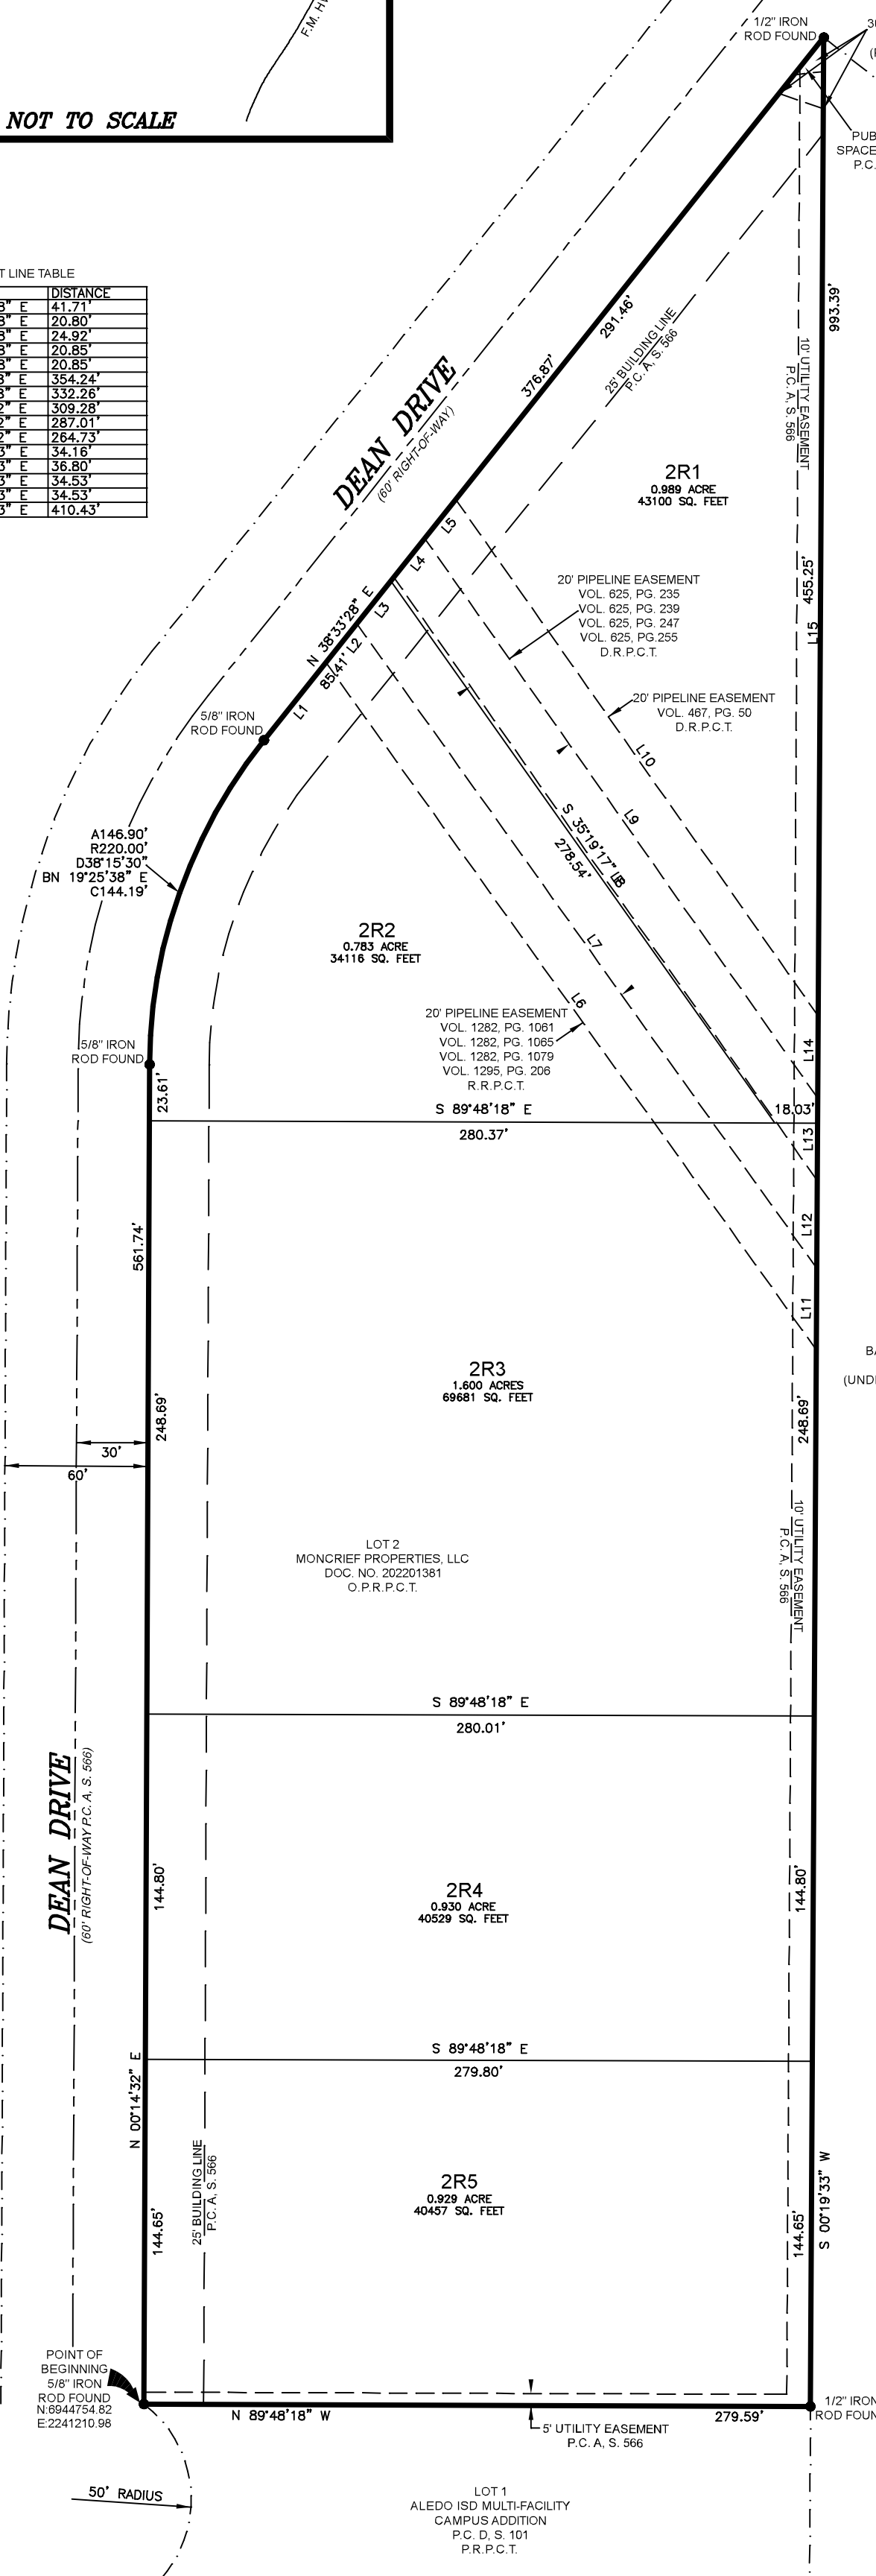 F.M.
NOT TO SCALE
1/2" IRON
ROD FOUND
SPACE
P.C.
LINE TABLE
DISTANCE
E 41.71'
E 20.80'
E 24.92'
E 20.85'
E 20.85'
E 354.24'
E 332.26'
E 309.28'
E 287.01'
E 264.73'
E 34.16'
E 36.80'
E 34.53'
E 34.53'
E 410.43'
993.39'
291.46'
376.87'
25' BUILDING LINE
P.C. A, S. 566
10' UTILITY EASEMENT
P.C. A, S. 566
DEAN DRIVE
(60' RIGHT-OF-WAY)
2R1
0.989 ACRE
43100 SQ. FEET
L5
L4
L3
L2
L1
N 38°33'28" E
85.41'
20' PIPELINE EASEMENT
VOL. 625, PG. 235
VOL. 625, PG. 239
VOL. 625, PG. 247
VOL. 625, PG.255
D.R.P.C.T.
455.25'
L15
20' PIPELINE EASEMENT
VOL. 467, PG. 50
D.R.P.C.T.
5/8" IRON
ROD FOUND
L10
L9
S 35°19'17" E
L8
278.54'
L7
L6
A146.90'
R220.00'
D38°15'30"
BN 19°25'38" E
C144.19'
2R2
0.783 ACRE
34116 SQ. FEET
20' PIPELINE EASEMENT
VOL. 1282, PG. 1061
VOL. 1282, PG. 1065
VOL. 1282, PG. 1079
VOL. 1295, PG. 206
R.R.P.C.T.
5/8" IRON
ROD FOUND
23.61'
L14
S 89°48'18" E
18.03'
280.37'
L13
L12
L11
561.74'
2R3
1.600 ACRES
69681 SQ. FEET
248.69'
248.69'
30'
60'
10' UTILITY EASEMENT
P.C. A, S. 566
LOT 2
MONCRIEF PROPERTIES, LLC
DOC. NO. 202201381
O.P.R.P.C.T.
S 89°48'18" E
280.01'
DEAN DRIVE
(60' RIGHT-OF-WAY P.C. A, S. 566)
144.80'
2R4
0.930 ACRE
40529 SQ. FEET
144.80'
S 89°48'18" E
279.80'
N 00°14'32" E
25' BUILDING LINE
P.C. A, S. 566
144.65'
2R5
0.929 ACRE
40457 SQ. FEET
144.65'
S 00°19'33" W
POINT OF
BEGINNING
5/8" IRON
ROD FOUND
N:6944754.82
E:2241210.98
N 89°48'18" W
279.59'
1/2" IRON
ROD
5' UTILITY EASEMENT
P.C. A, S. 566
50' RADIUS
LOT 1
ALEDO ISD MULTI-FACILITY
CAMPUS ADDITION
P.C. D, S. 101
P.R.P.C.T.